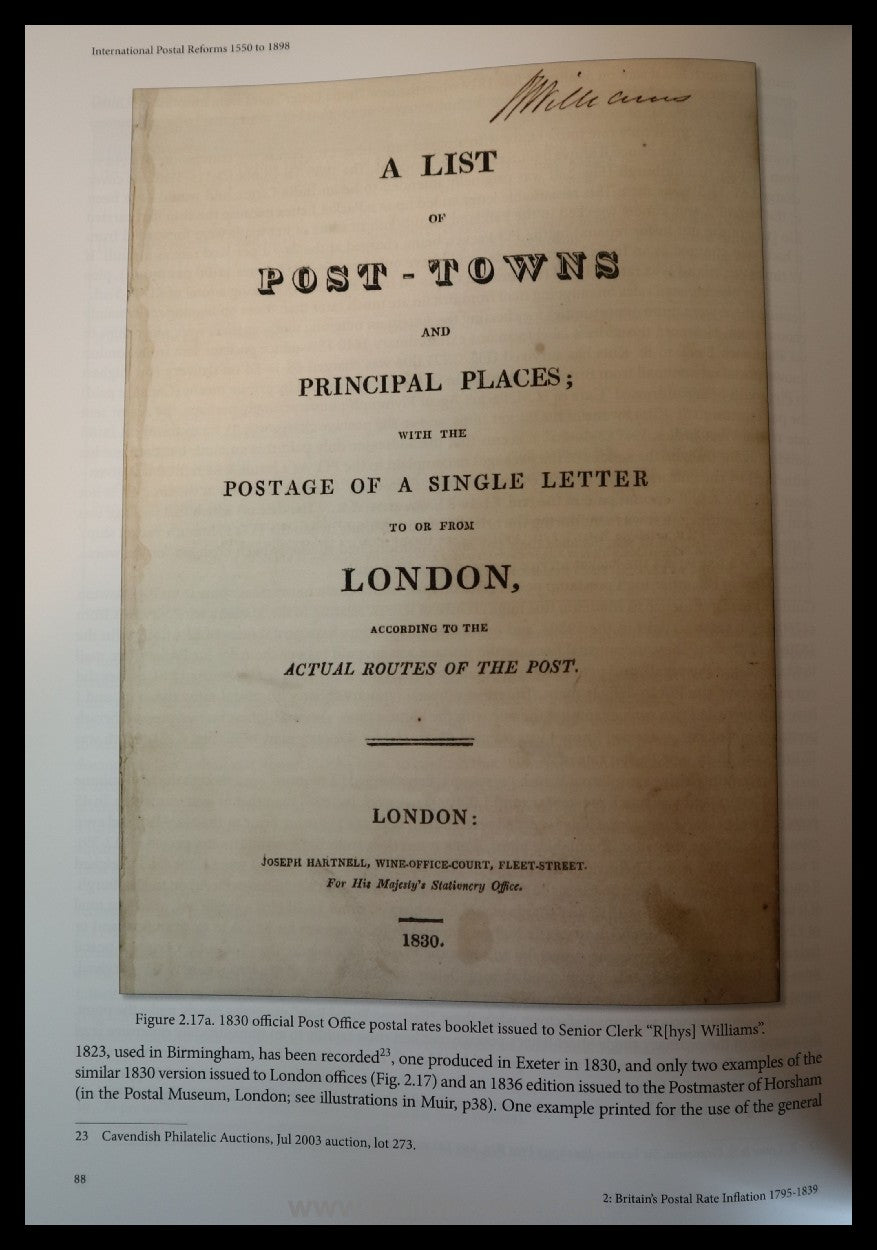 International Postal Reforms 1550 to 1898
Williams
A LIST
OF
POST-TOWNS
AND
PRINCIPAL PLACES;
WITH THE
POSTAGE OF A SINGLE LETTER
TO OR FROM
LONDON,
ACCORDING TO THE
ACTUAL ROUTES OF THE POST.
LONDON:
JOSEPH HARTNELL, WINE-OFFICE-COURT, FLEET-STREET.
For His Majesty's Stationery Office.
1830.
Figure 2.17a. 1830 official Post Office postal rates booklet issued to Senior Clerk “R[hys] Williams”.
1823, used in Birmingham, has been recorded23, one produced in Exeter in 1830, and only two examples of the
similar 1830 version issued to London offices (Fig. 2.17) and an 1836 edition issued to the Postmaster of Horsham
(in the Postal Museum, London; see illustrations in Muir, p38). One example printed for the use of the general
23 Cavendish Philatelic Auctions, Jul 2003 auction, lot 273.
88
2: Britain's Postal Rate Inflation 1795-1839
www